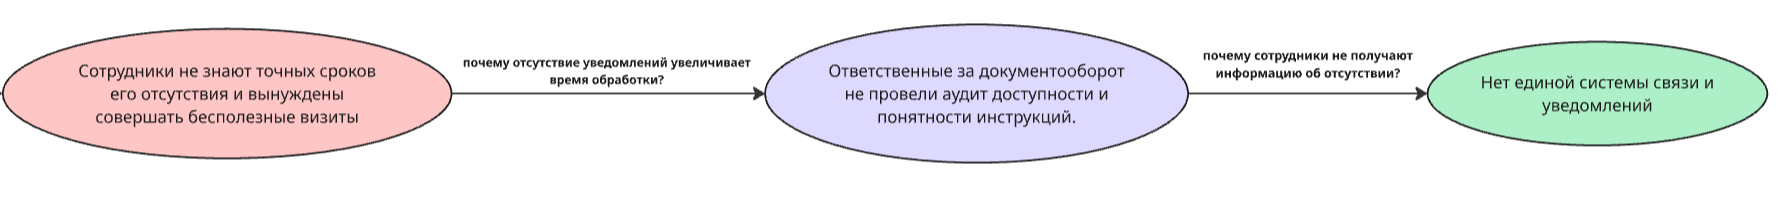 Сотрудники не знают точных сроков
его отсутствия и вынуждены
совершать бесполезные визиты
почему отсутствие уведомлений увеличивает
время обработки?
Ответственные за документооборот
не провели аудит доступности и
понятности инструкций.
почему сотрудники не получают
информацию об отсутствии?
Нет единой системы связи и
уведомлений